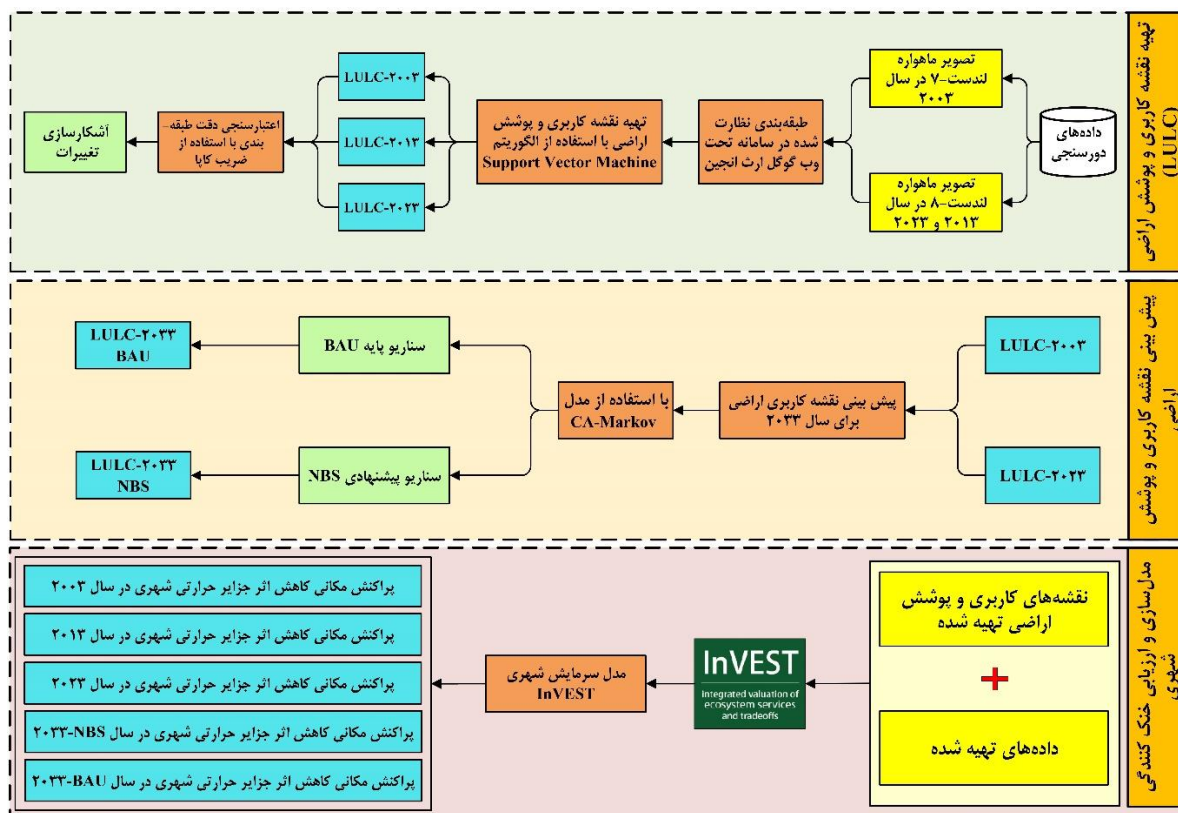 تهیه نقشه کاربری و پوشش اراضی
(LULC)
داده‌های
دورسنجی
تصویر ماهواره
لندست-۷ در سال
۲۰۰۳
تصویر ماهواره
لندست-۸ در سال
۲۰۱۳ و ۲۰۲۳
طبقه‌بندی نظارت
شده در سامانه تحت
وب گوگل ارث انجین
تهیه نقشه کاربری و پوشش
اراضی با استفاده از الگوریتم
Support Vector Machine
LULC-۲۰۰۳
LULC-۲۰۱۳
LULC-۲۰۲۳
اعتبارسنجی دقت طبقه-
بندی با استفاده از
ضریب کاپا
آشکارسازی
تغییرات
پیش بینی نقشه کاربری و پوشش
اراضی
LULC-۲۰۰۳
LULC-۲۰۲۳
پیش بینی نقشه کاربری اراضی
برای سال ۲۰۳۳
با استفاده از مدل
CA-Markov
سناریو پایه BAU
سناریو پیشنهادی NBS
LULC-۲۰۳۳
BAU
LULC-۲۰۳۳
NBS
مدل‌سازی و ارزیابی خنک کنندگی
شهری
نقشه‌های کاربری و پوشش
اراضی تهیه شده
+
داده‌های تهیه شده
InVEST
integrated valuation of
ecosystem services
and tradeoffs
مدل سرمایش شهری
InVEST
پراکنش مکانی کاهش اثر جزایر حرارتی شهری در سال ۲۰۰۳
پراکنش مکانی کاهش اثر جزایر حرارتی شهری در سال ۲۰۱۳
پراکنش مکانی کاهش اثر جزایر حرارتی شهری در سال ۲۰۲۳
پراکنش مکانی کاهش اثر جزایر حرارتی شهری در سال ۲۰۳۳-NBS
پراکنش مکانی کاهش اثر جزایر حرارتی شهری در سال ۲۰۳۳-BAU